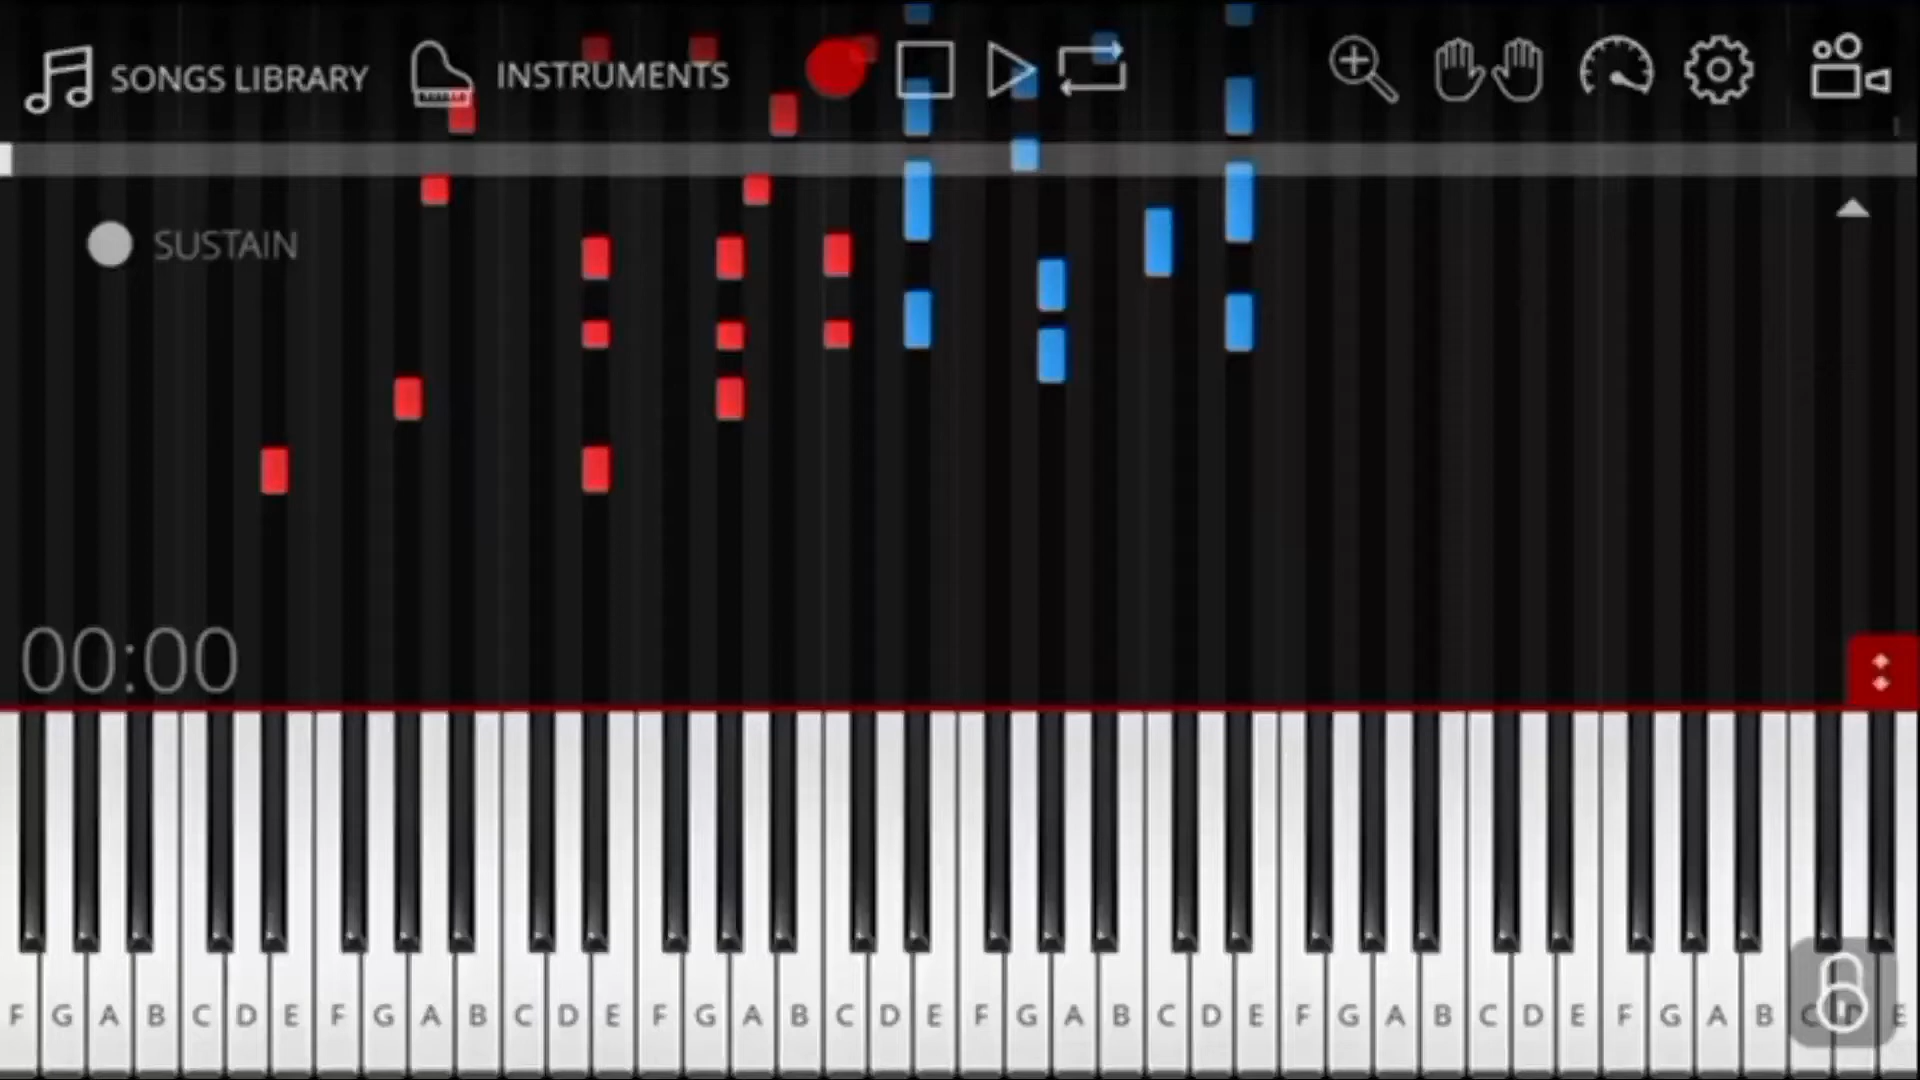 SONGS LIBRARY INSTRUMENTS
SUSTAIN
00:00
F G A B C D E F G A B C D E F G A B C D E F G A B C D E F G A B C D E F G A B C D E